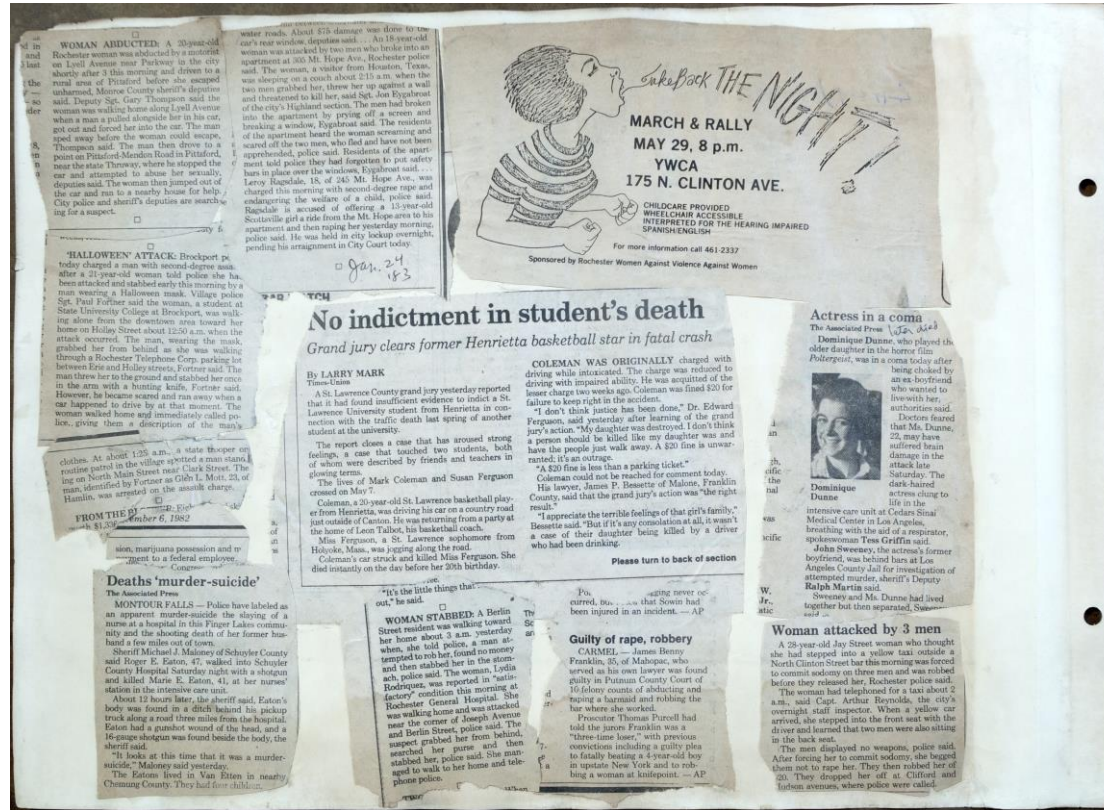 WOMAN ABDUCTED: A 20-year-old
Rochester woman was abducted by a motorist
on Lyell Avenue near Parkway in the city
shortly after 3 this morning and driven to a
rural area of Pittsford before she escaped
unharmed, Monroe County sheriff's deputies
said. Deputy Sgt. Gary Thompson said the
woman was walking home along Lyell Avenue
when a man a pulled alongside her in his car,
got out and forced her into the car. The man
sped away before the woman could escape,
Thompson said. The man then drove to a
point on Pittsford-Mendon Road in Pittsford,
near the state Thruway, where he stopped the
car and attempted to abuse her sexually,
deputies said. The woman then jumped out of
the car and ran to a nearby house for help.
City police and sheriff's deputies are search-
ing for a suspect.
'HALLOWEEN' ATTACK: Brockport
today charged a man with second-degree
after a 21-year-old woman told police she
been attacked and stabbed early this morning by a
man wearing a Halloween mask. Village police
Sgt. Paul Fortner said the woman, a student at
State University College at Brockport, was walk-
ing alone from the downtown area toward her
home on Holley Street about 12:50 a.m. when the
attack occurred. The man, wearing the mask,
grabbed her from behind as she was walking
through a Rochester Telephone Corp. parking lot
between Erie and Holley streets, Fortner said. The
man threw her to the ground and stabbed her once
in the arm with a hunting knife, Fortner said.
However, he became scared and ran away when a
car happened to drive by at that moment. The
woman walked home and immediately called po-
lice, giving them a description of the man's
clothes. At about 1:25 a.m., a state trooper on
routine patrol in the village spotted a man stand-
ing on North Main Street near Clark Street. The
man, identified by Fortner as Glen L. Mott, 23, of
Hamlin, was arrested on the assault charge.
FROM THE
ember 6, 1982
sion, marijuana possession and
ment to a federal employee.
Deaths 'murder-suicide'
The Associated Press
MONTOUR FALLS — Police have labeled as
an apparent murder-suicide the slaying of a
nurse at a hospital in this Finger Lakes commu-
nity and the shooting death of her former hus-
band a few miles out of town.
Sheriff Michael J. Maloney of Schuyler County
said Roger E. Eaton, 47, walked into Schuyler
County Hospital Saturday night with a shotgun
and killed Marie E. Eaton, 41, at her nurses'
station in the intensive care unit.
About 12 hours later, the sheriff said, Eaton's
body was found in a ditch behind his pickup
truck along a road three miles from the hospital.
Eaton had a gunshot wound of the head, and a
16-gauge shotgun was found beside the body, the
sheriff said.
"It looks at this time that it was a murder-
suicide," Maloney said yesterday.
The Eatons lived in Van Etten in nearby
Chemung County. They had four children.
water roads. About $75 damage was done to the
car's rear window, deputies said. . . . An 18-year-old
woman was attacked by two men who broke into an
apartment at 305 Mt. Hope Ave., Rochester police
said. The woman, a visitor from Houston, Texas,
was sleeping on a couch about 2:15 a.m. when the
two men grabbed her, threw her up against a wall
and threatened to kill her, said Sgt. Jon Eygabroat
of the city's Highland section. The men had broken
into the apartment by prying off a screen and
breaking a window, Eygabroat said. The residents
of the apartment heard the woman screaming and
scared off the two men, who fled and have not been
apprehended, police said. Residents of the apart-
ment told police they had forgotten to put safety
bars in place over the windows, Eygabroat said. . . .
Leroy Ragsdale, 18, of 245 Mt. Hope Ave., was
charged this morning with second-degree rape and
endangering the welfare of a child, police said.
Ragsdale is accused of offering a 13-year-old
Scottsville girl a ride from the Mt. Hope area to his
apartment and then raping her yesterday morning,
police said. He was held in city lockup overnight,
pending his arraignment in City Court today.
Jan. 24
'83
Take Back THE NIGHT!
MARCH & RALLY
MAY 29, 8 p.m.
YWCA
175 N. CLINTON AVE.
CHILDCARE PROVIDED
WHEELCHAIR ACCESSIBLE
INTERPRETED FOR THE HEARING IMPAIRED
SPANISH/ENGLISH
For more information call 461-2337
Sponsored by Rochester Women Against Violence Against Women
No indictment in student's death
Grand jury clears former Henrietta basketball star in fatal crash
By LARRY MARK
Times-Union
A St. Lawrence County grand jury yesterday reported
that it had found insufficient evidence to indict a St.
Lawrence University student from Henrietta in con-
nection with the traffic death last spring of another
student at the university.
The report closes a case that has aroused strong
feelings, a case that touched two students, both
of whom were described by friends and teachers in
glowing terms.
The lives of Mark Coleman and Susan Ferguson
crossed on May 7.
Coleman, a 20-year-old St. Lawrence basketball play-
er from Henrietta, was driving his car on a country road
just outside of Canton. He was returning from a party at
the home of Leon Talbot, his basketball coach.
Miss Ferguson, a St. Lawrence sophomore from
Holyoke, Mass., was jogging along the road.
Coleman's car struck and killed Miss Ferguson. She
died instantly on the day before her 20th birthday.
COLEMAN WAS ORIGINALLY charged with
driving while intoxicated. The charge was reduced to
driving with impaired ability. He was acquitted of the
lesser charge two weeks ago. Coleman was fined $20 for
failure to keep right in the accident.
"I don't think justice has been done," Dr. Edward
Ferguson, said yesterday after learning of the grand
jury's action. "My daughter was destroyed. I don't think
a person should be killed like my daughter was and
have the people just walk away. A $20 fine is unwar-
ranted; it's an outrage.
"A $20 fine is less than a parking ticket."
Coleman could not be reached for comment today.
His lawyer, James P. Bessette of Malone, Franklin
County, said that the grand jury's action was "the right
result."
"I appreciate the terrible feelings of that girl's family,"
Bessette said. "But if it's any consolation at all, it wasn't
a case of their daughter being killed by a driver
who had been drinking.
Please turn to back of section
"It's the little things that
out," he said.
WOMAN STABBED: A Berlin
Street resident was walking toward
her home about 3 a.m. yesterday
when, she told police, a man at-
tempted to rob her, found no money
and then stabbed her in the stom-
ach, police said. The woman, Lydia
Rodriquez, was reported in "satis-
factory" condition this morning at
Rochester General Hospital. She
was walking home and was attacked
near the corner of Joseph Avenue
and Berlin Street, police said. The
suspect grabbed her from behind,
searched her purse and then
stabbed her, police said. Sun man-
aged to walk to her home and tele-
phone police.
curred, that Sowin had
been injured in an incident. — AP
Guilty of rape, robbery
CARMEL — James Benny
Franklin, 35, of Mahopac, who
served as his own lawyer was found
guilty in Putnum County Court of
10 felony counts of abducting and
raping a barmaid and robbing the
bar where she worked.
Proscutor Thomas Purcell had
told the jurors Franklin was a
"three-time loser," with previous
convictions including a guilty plea
to fatally beating a 4-year-old boy
in upstate New York and to rob-
bing a woman at knifepoint. — AP
Actress in a coma
The Associated Press later died
Dominique Dunne, who played the
older daughter in the horror film
Poltergeist, was in a coma today after
being choked by
an ex-boyfriend
who wanted to
live with her,
authorities said.
Doctors feared
that Ms. Dunne,
22, may have
suffered brain
damage in the
attack late
Saturday. The
dark-haired
actress clung to
life in the
Dominique
Dunne
intensive care unit at Cedars Sinai
Medical Center in Los Angeles,
breathing with the aid of a respirator,
spokeswoman Tess Griffin said.
John Sweeney, the actress's former
boyfriend, was behind bars at Los
Angeles County Jail for investigation of
attempted murder, sheriff's Deputy
Ralph Martin said.
Sweeney and Ms. Dunne had lived
together but then separated,
Woman attacked by 3 men
A 28-year-old Jay Street woman who thought
she had stepped into a yellow taxi outside a
North Clinton Street bar this morning was forced
to commit sodomy on three men and was robbed
before they released her, Rochester police said.
The woman had telephoned for a taxi about 2
a.m., said Capt. Arthur Reynolds, the city's
overnight staff inspector. When a yellow car
arrived, she stepped into the front seat with the
driver and learned that two men were also sitting
in the back seat.
The men displayed no weapons, police said.
After forcing her to commit sodomy, she begged
them not to rape her. They then robbed her of
$20. They dropped her off at Clifford and
Hudson avenues, where police were called.